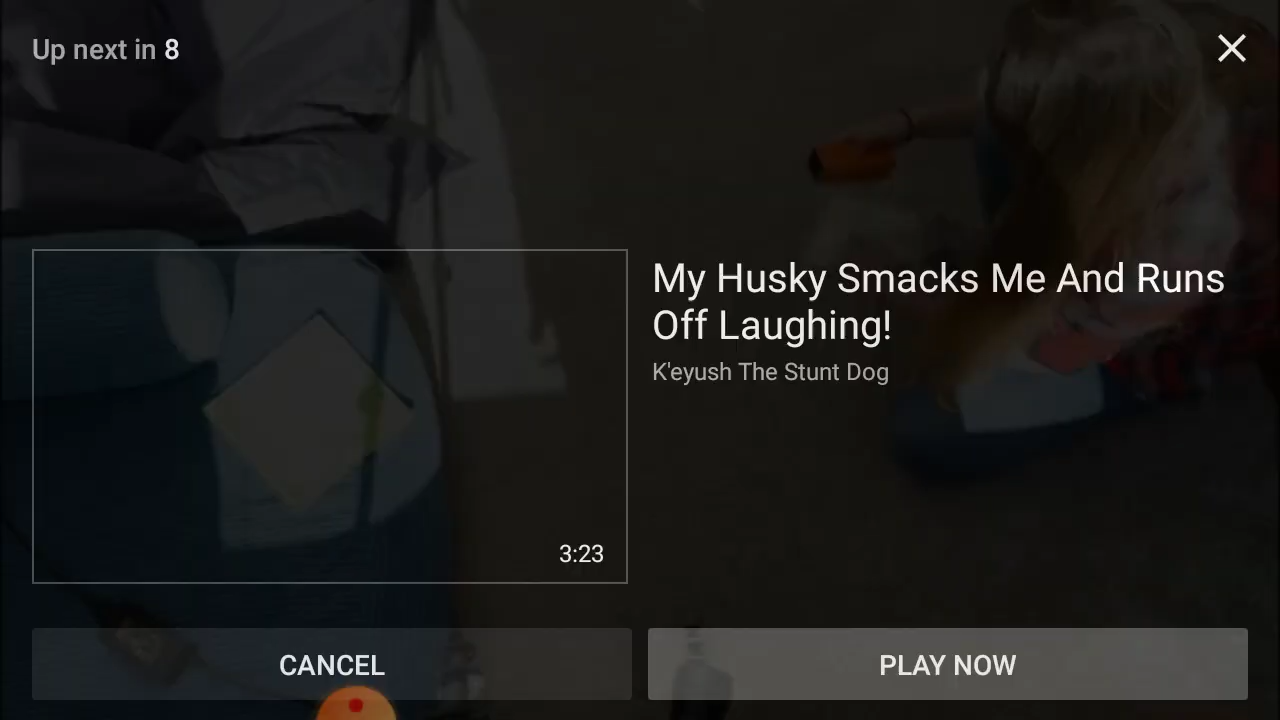 Up next in 8
My Husky Smacks Me And Runs
Off Laughing!
K'eyush The Stunt Dog
3:23
CANCEL
PLAY NOW